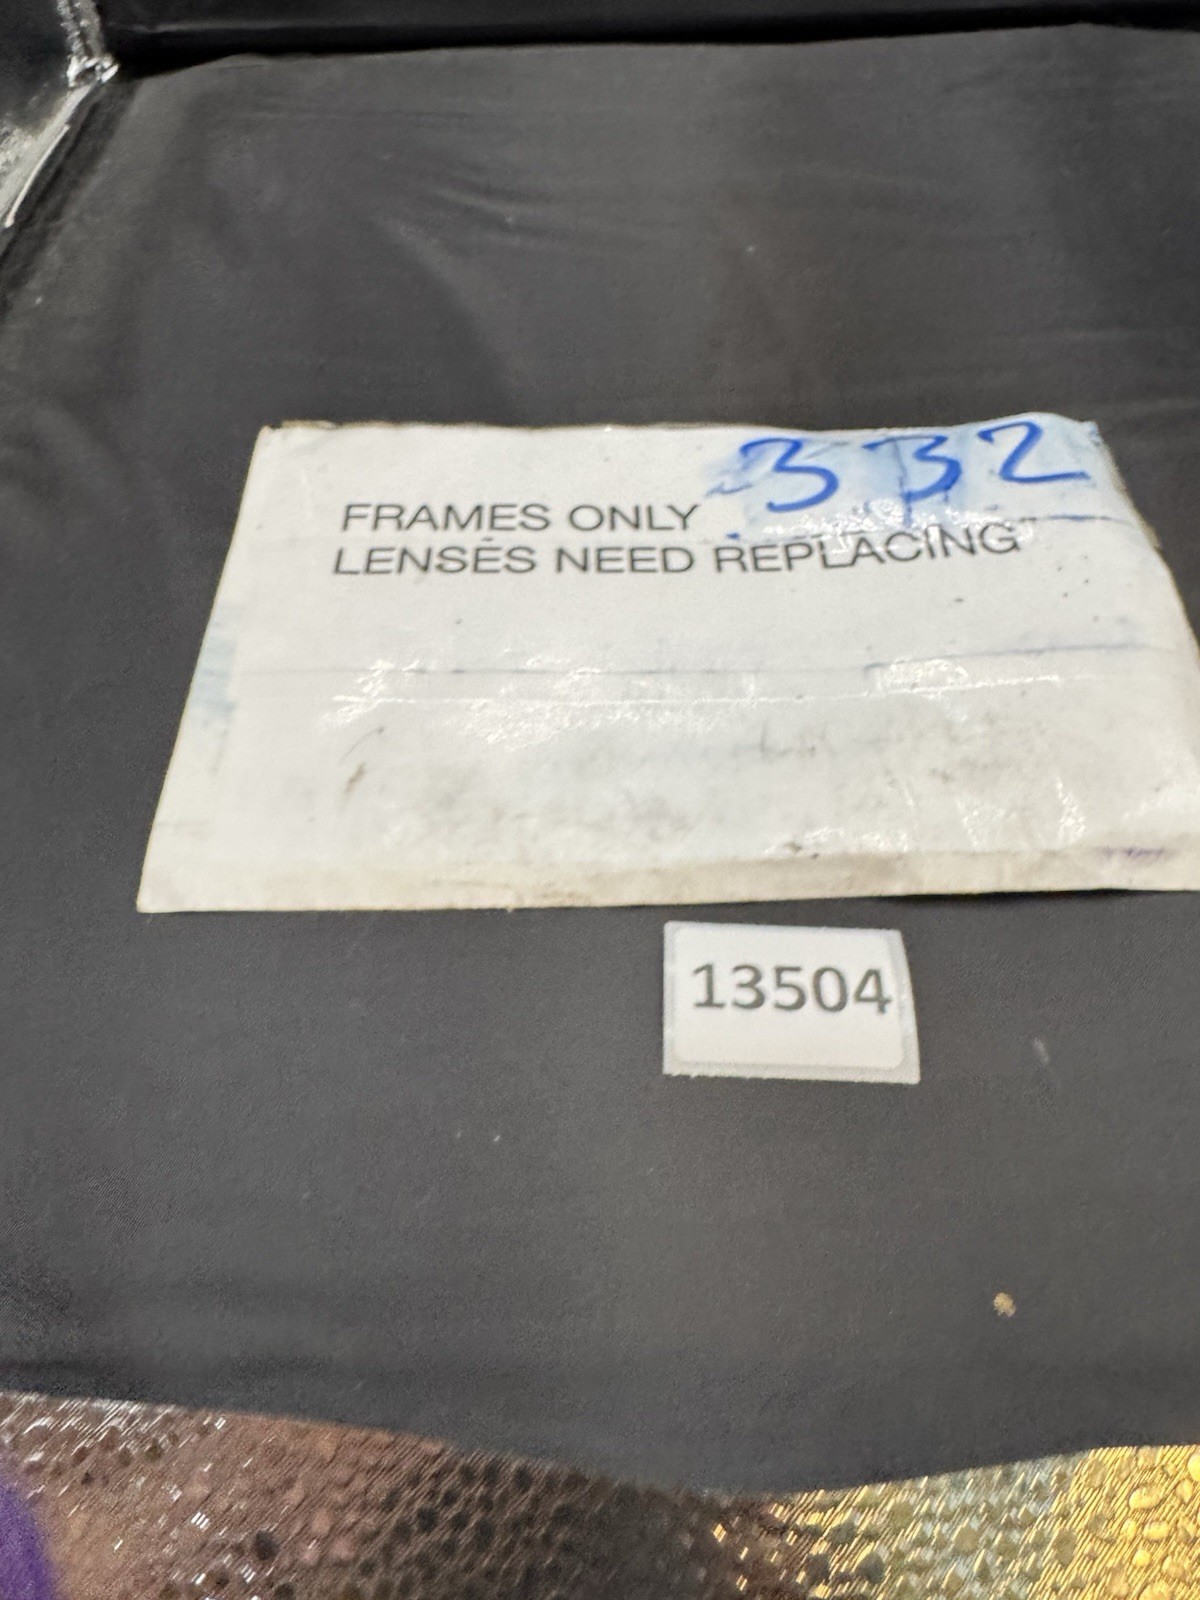 332
FRAMES ONLY
LENSES NEED REPLACING"
13504